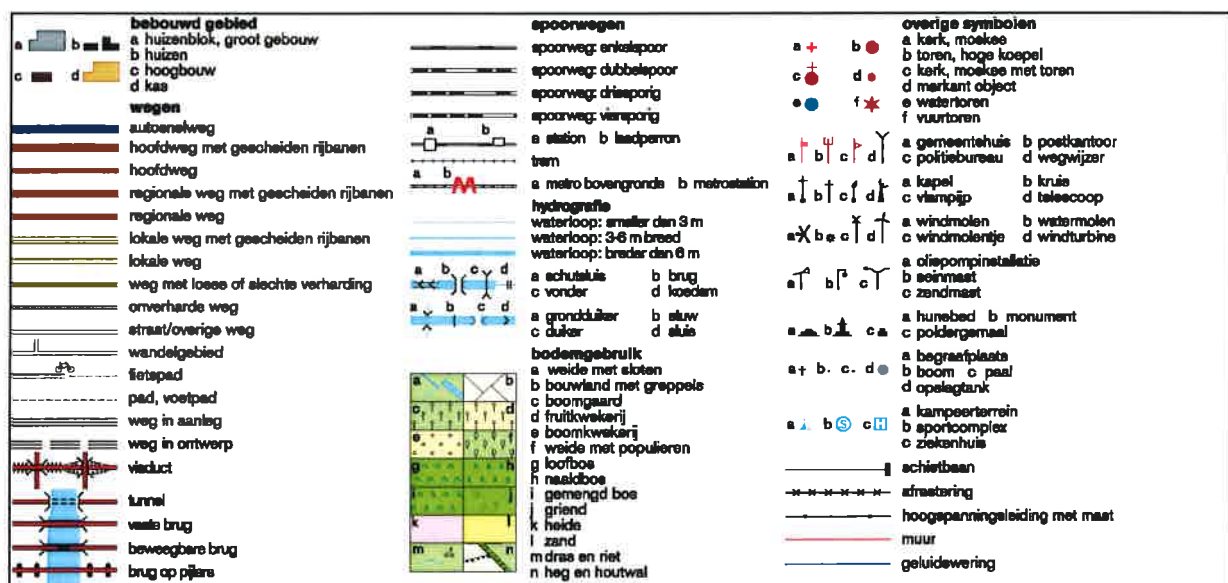 bebouwd gebied
a b a huizenblok, groot gebouw
b huizen
c d c hoogbouw
d kas
wegen
autosnelweg
hoofdweg met gescheiden rijbanen
hoofdweg
regionale weg met gescheiden rijbanen
regionale weg
lokale weg met gescheiden rijbanen
lokale weg
weg met losse of slechte verharding
onverharde weg
straat/overige weg
wandelgebied
fietspad
pad, voetpad
weg in aanleg
weg in ontwerp
viaduct
tunnel
vaste brug
beweegbare brug
brug op pijlers
spoorwegen
spoorweg: enkelspoor
spoorweg: dubbelspoor
spoorweg: driesporig
spoorweg: viersporig
a b
a station b laadperron
tram
a b
a metro bovengronds b metrostation
hydrografie
waterloop: smaller dan 3 m
waterloop: 3-6 m breed
waterloop: breder dan 6 m
a b c d
a schutsluis b brug
c vonder d koedam
a b c d
a grondduiker b stuw
c duiker d sluis
bodemgebruik
a b a weide met sloten
b bouwland met greppels
c d c boomgaard
d fruitkwekerij
e f e boomkwekerij
f weide met populieren
g h g loofbos
h naaldbos
i j i gemengd bos
j griend
k l k heide
l zand
m n m dras en riet
n heg en houtwal
overige symbolen
a b a kerk, moskee
b toren, hoge koepel
c d c kerk, moskee met toren
d markant object
e f e watertoren
f vuurtoren
a b c d a gemeentehuis b postkantoor
c politiebureau d wegwijzer
a b c d a kapel b kruis
c vlampijp d telescoop
a b c d a windmolen b watermolen
c windmolentje d windturbine
a b c a oliepompinstallatie
b seinmast
c zendmast
a b c a hunebed b monument
c poldergemaal
a b c d a begraafplaats
b boom c paal
d opslagtank
a b S c H a kampeerterrein
b sportcomplex
c ziekenhuis
schietbaan
afrastering
hoogspanningsleiding met mast
muur
geluidswering